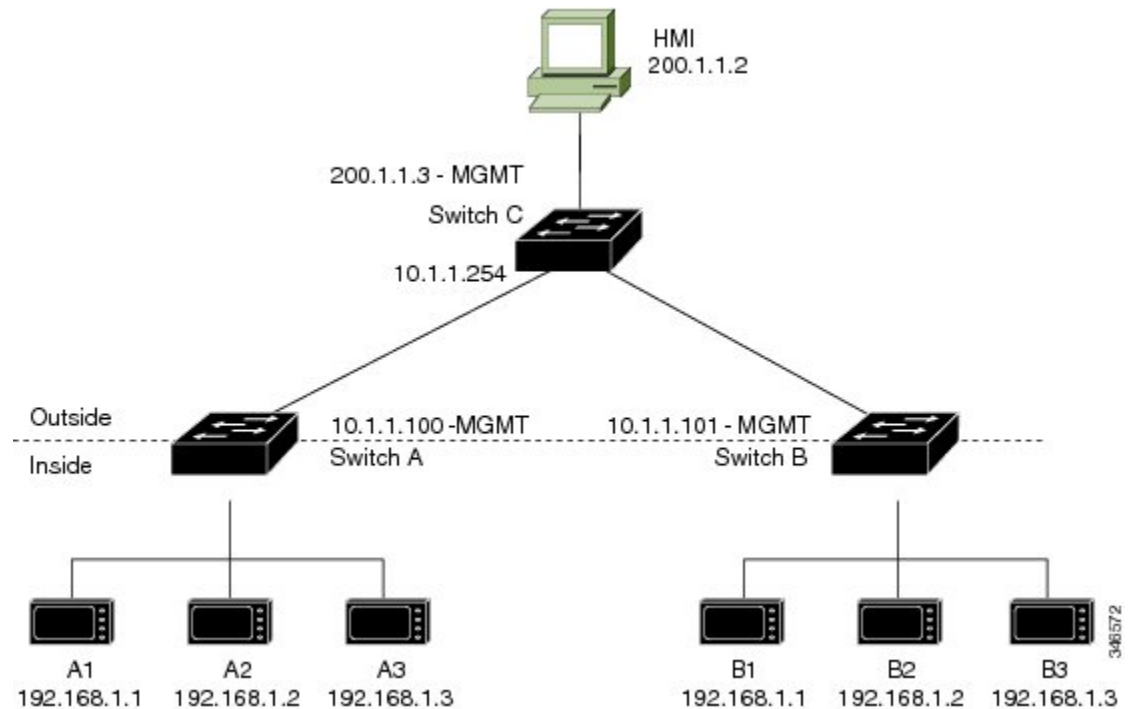 HMI
200.1.1.2
200.1.1.3 - MGMT
Switch C
10.1.1.254
Outside
10.1.1.100 -MGMT
10.1.1.101 - MGMT
Inside
Switch A
Switch B
A1
192.168.1.1
A2
192.168.1.2
A3
192.168.1.3
B1
192.168.1.1
B2
192.168.1.2
B3
192.168.1.3
346572